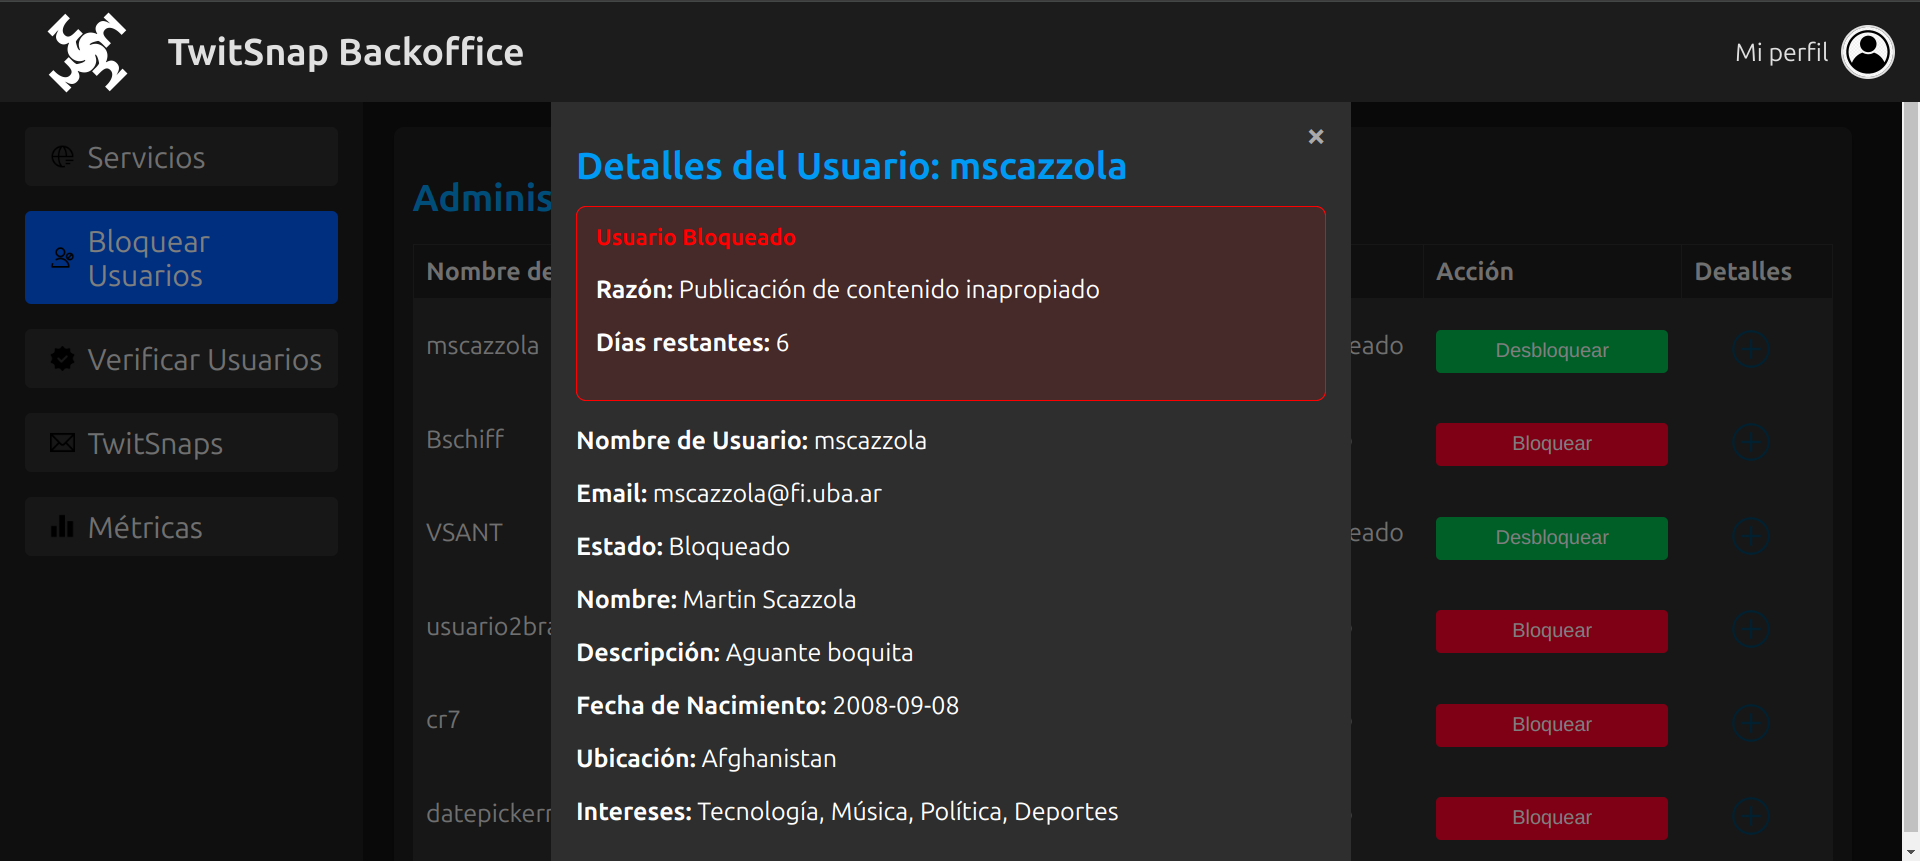 TwitSnap Backoffice
Mi perfil
Servicios
Bloquear
Usuarios
Verificar Usuarios
TwitSnaps
Métricas
×
Detalles del Usuario: mscazzola
Usuario Bloqueado
Razón: Publicación de contenido inapropiado
Días restantes: 6
Nombre de Usuario: mscazzola
Email: mscazzola@fi.uba.ar
Estado: Bloqueado
Nombre: Martin Scazzola
Descripción: Aguante boquita
Fecha de Nacimiento: 2008-09-08
Ubicación: Afghanistan
Intereses: Tecnología, Música, Política, Deportes
Adminis
Nombre de Acción Detalles
mscazzola eado Desbloquear
Bschiff Bloquear
VSANT eado Desbloquear
usuario2bra Bloquear
cr7 Bloquear
datepicker Bloquear